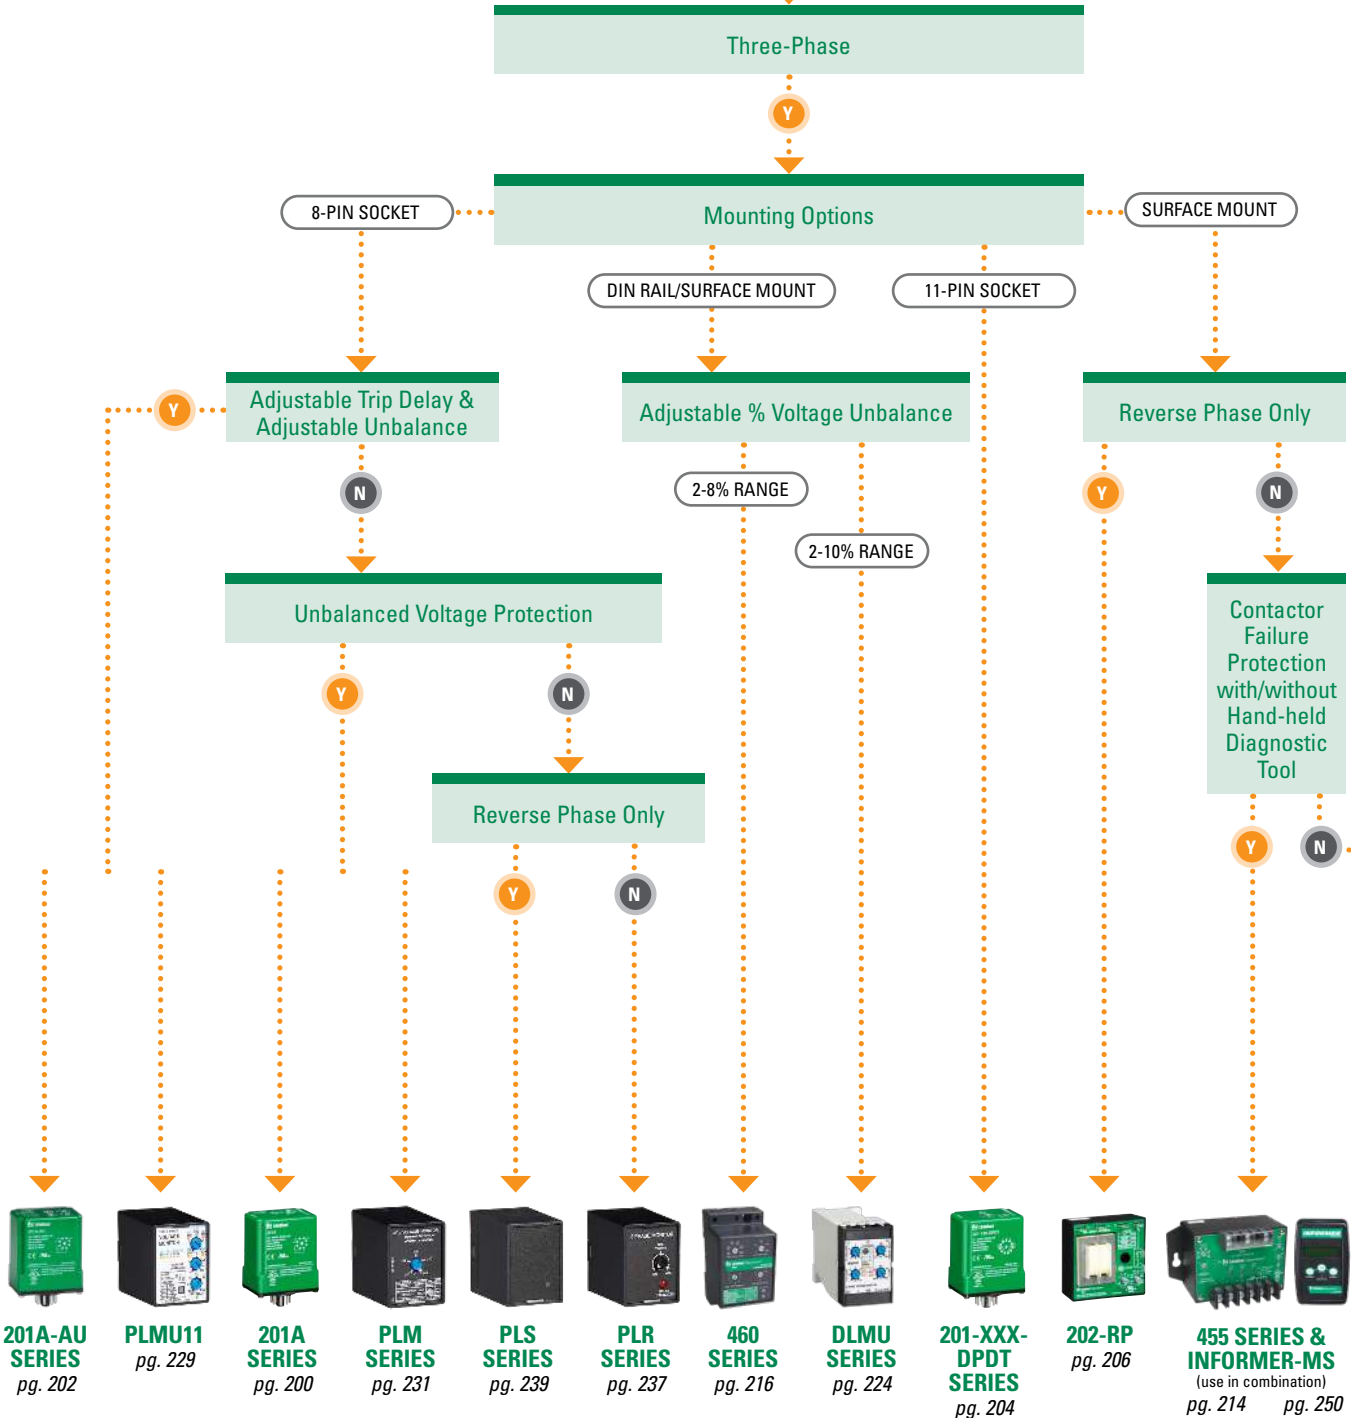 Three-Phase
Y
Mounting Options
8-PIN SOCKET
SURFACE MOUNT
DIN RAIL/SURFACE MOUNT
11-PIN SOCKET
Adjustable Trip Delay &
Adjustable Unbalance
Y
Adjustable % Voltage Unbalance
Reverse Phase Only
N
2-8% RANGE
Y
N
2-10% RANGE
Unbalanced Voltage Protection
Contactor
Failure
Protection
with/without
Hand-held
Diagnostic
Tool
Y
N
Reverse Phase Only
Y
N
Y
N
201A-AU
SERIES
pg. 202
PLMU11
pg. 229
201A
SERIES
pg. 200
PLM
SERIES
pg. 231
PLS
SERIES
pg. 239
PLR
SERIES
pg. 237
460
SERIES
pg. 216
DLMU
SERIES
pg. 224
201-XXX-
DPDT
SERIES
pg. 204
202-RP
pg. 206
455 SERIES &
INFORMER-MS
(use in combination)
pg. 214 pg. 250